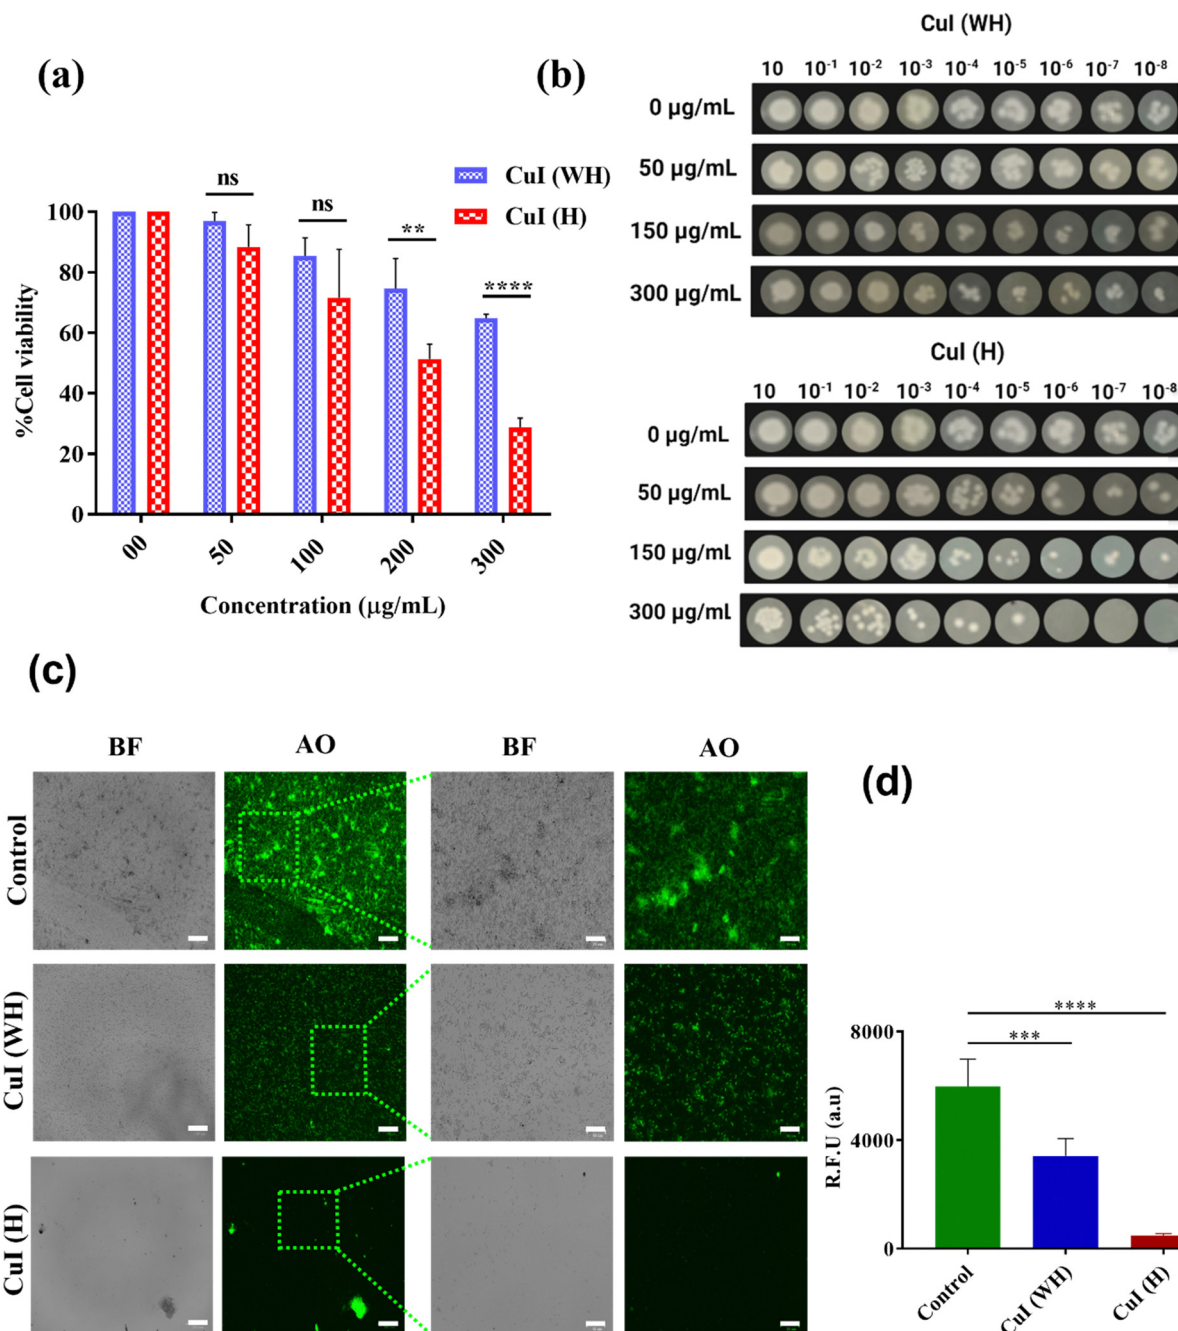 (a)
ns
ns
**
****
CuI (WH)
CuI (H)
100
80
60
40
20
0
%Cell viability
00
50
100
200
300
Concentration (µg/mL)
(b)
CuI (WH)
10 10⁻¹ 10⁻² 10⁻³ 10⁻⁴ 10⁻⁵ 10⁻⁶ 10⁻⁷ 10⁻⁸
0 µg/mL
50 µg/mL
150 µg/mL
300 µg/mL
CuI (H)
10 10⁻¹ 10⁻² 10⁻³ 10⁻⁴ 10⁻⁵ 10⁻⁶ 10⁻⁷ 10⁻⁸
0 µg/mL
50 µg/mL
150 µg/mL
300 µg/mL
(c)
BF AO BF AO
Control
CuI (WH)
CuI (H)
(d)
****
***
8000
4000
0
R.F.U (a.u)
Control
CuI (WH)
CuI (H)